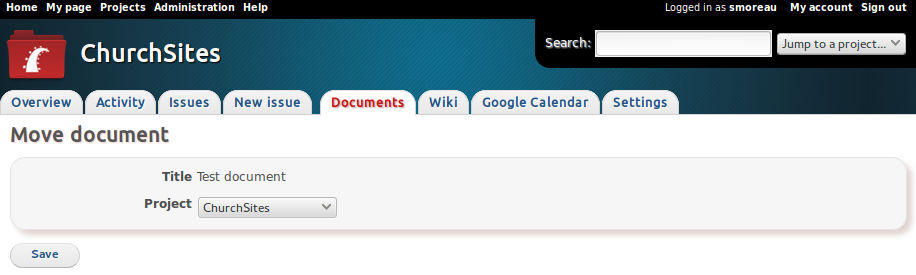 Home My page Projects Administration Help Logged in as smoreau My account Sign out
ChurchSites
Search: Jump to a project...
Overview Activity Issues New issue Documents Wiki Google Calendar Settings
Move document
Title Test document
Project ChurchSites
Save